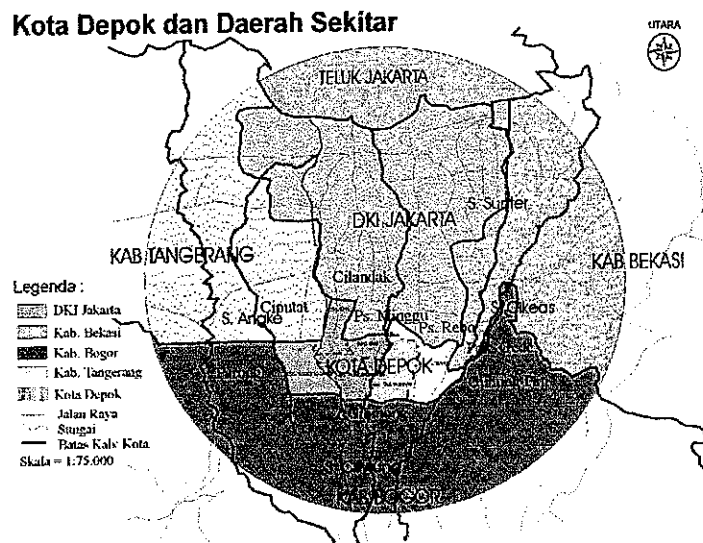 Kota Depok dan Daerah Sekitar
UTARA
TELUK JAKARTA
S. Sunter
DKI JAKARTA
KAB TANGERANG
KAB BEKASI
Cilandak
Legenda :
DKI Jakarta
Kab. Bekasi
Kab. Bogor
Kab. Tangerang
Kota Depok
Jalan Raya
Sungai
Batas Kab/ Kota
Skala = 1:75.000
Ciputat
S. Angke
Ps. Minggu
Ps. Rebo
S. Cikeas
KOTA DEPOK
KAB BOGOR